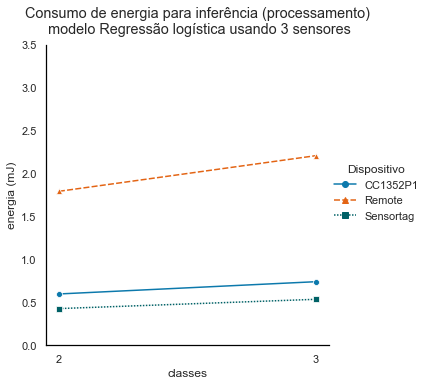 Consumo de energia para inferência (processamento)
modelo Regressão logística usando 3 sensores
3.5
3.0
2.5
2.0
1.5
1.0
0.5
0.0
energia (mJ)
2
3
classes
Dispositivo
CC1352P1
Remote
Sensortag